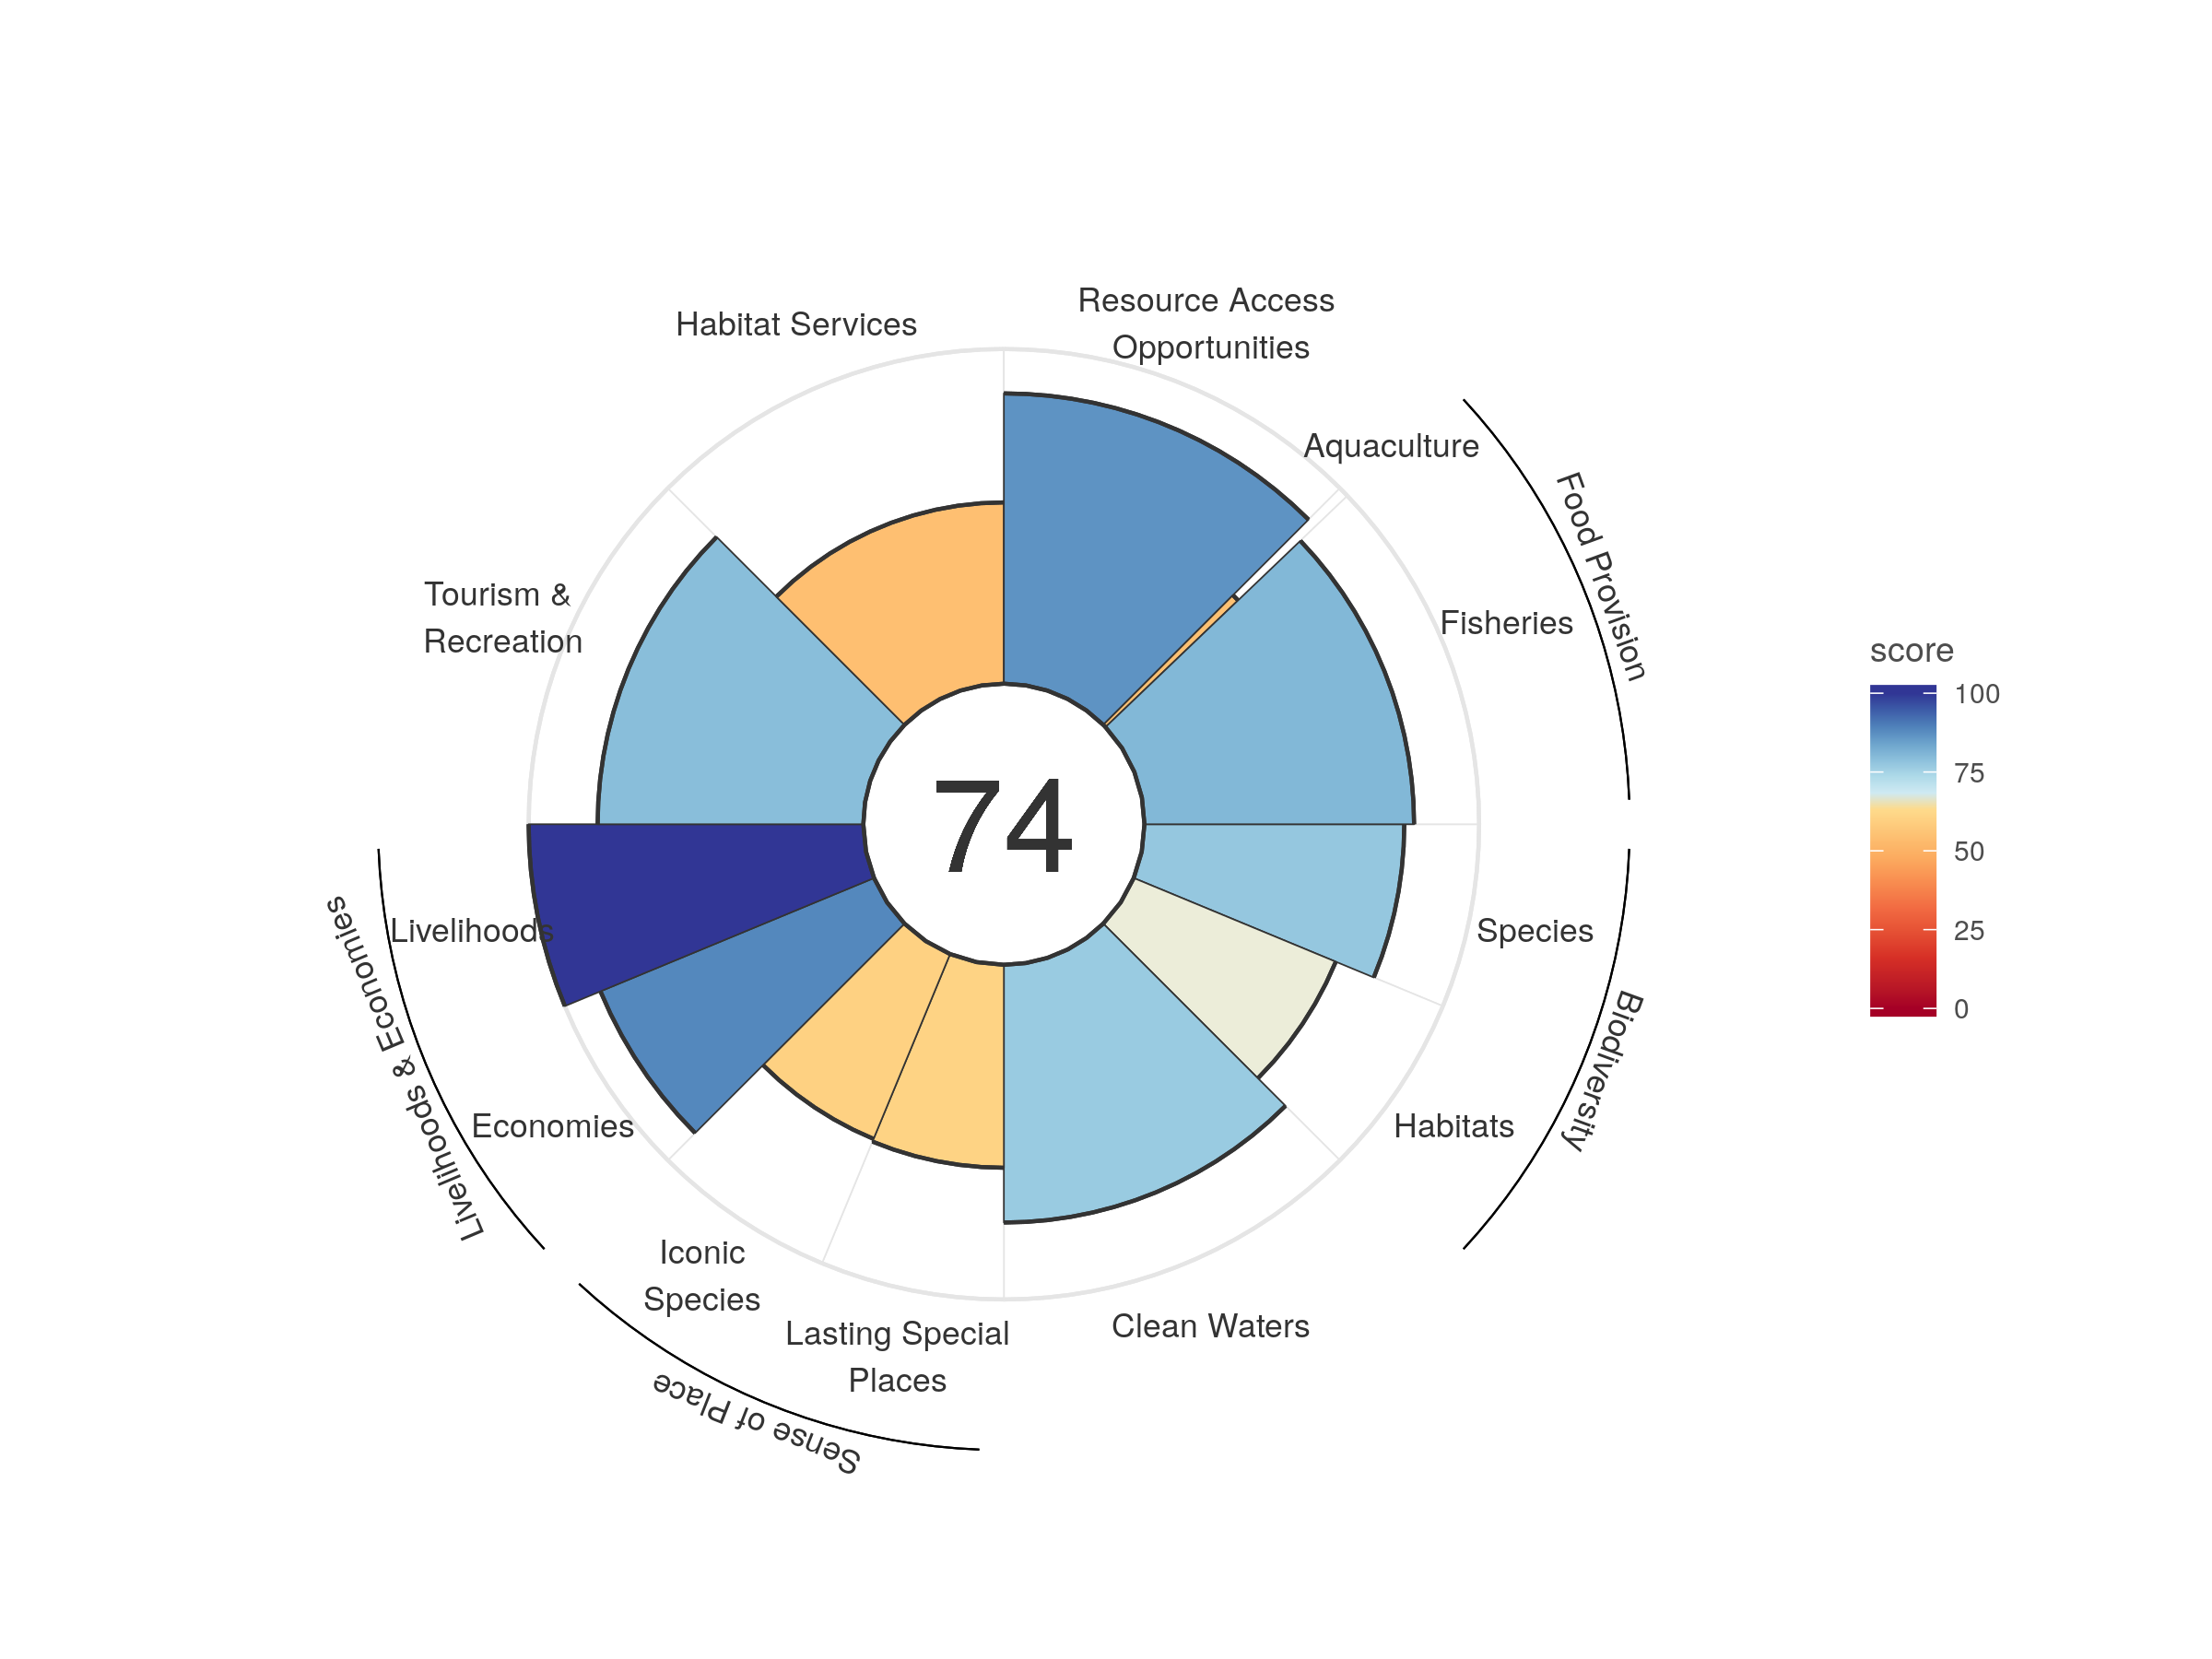 Resource Access
Opportunities
Habitat Services
Aquaculture
Food Provision
Tourism &
Recreation
Fisheries
score
100
75
50
25
0
74
Livelihoods
Species
Livelihoods & Economies
Biodiversity
Economies
Habitats
Iconic
Species
Lasting Special
Places
Clean Waters
Sense of Place